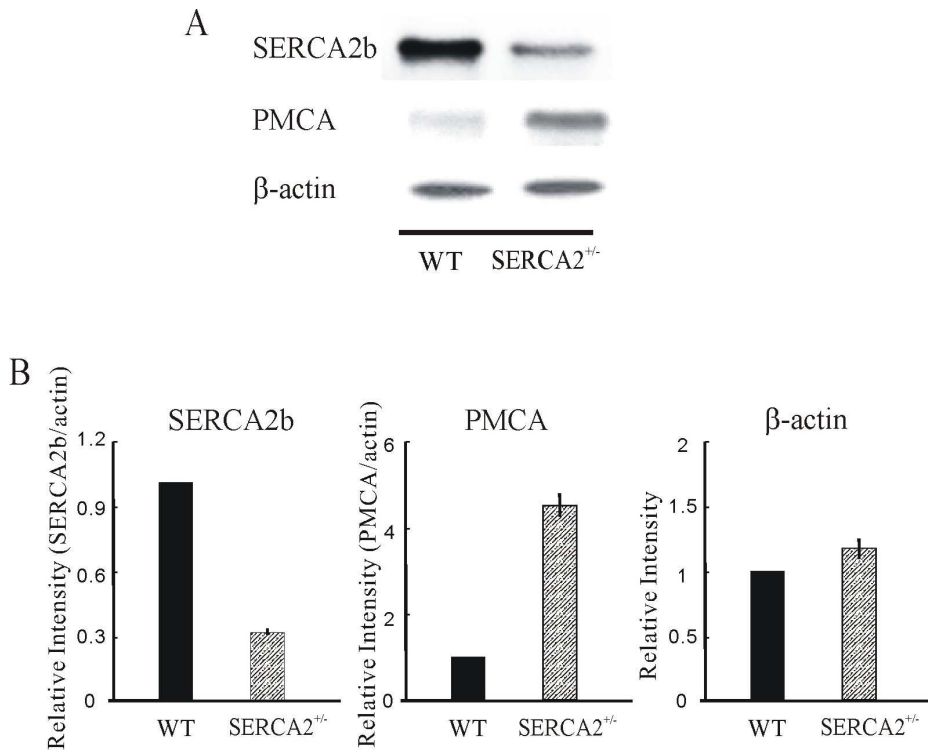 A
SERCA2b
PMCA
β-actin
WT SERCA2+/-
B
SERCA2b
Relative Intensity (SERCA2b/actin)
1.2
0.9
0.6
0.3
0
WT SERCA2+/-
PMCA
Relative Intensity (PMCA/actin)
6
4
2
0
WT SERCA2+/-
β-actin
Relative Intensity
2
1.5
1
0.5
0
WT SERCA2+/-